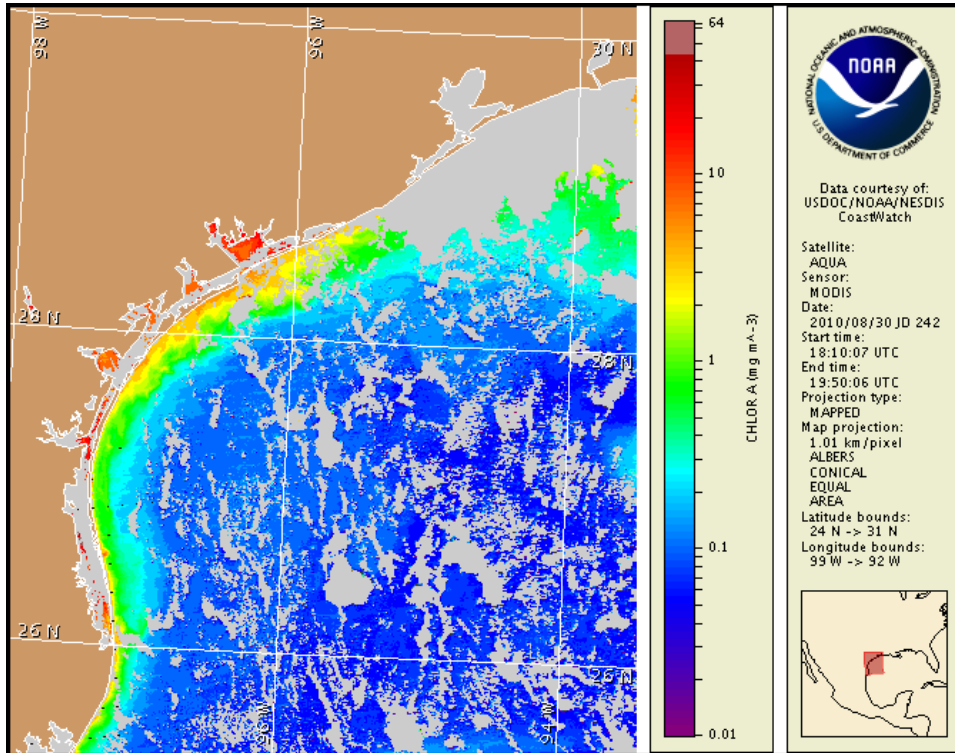 98 W
96 W
30 N
28 N
28 N
26 N
26 N
96 W
94 W
64
10
1
0.1
0.01
CHLOR A (mg m^-3)
NATIONAL OCEANIC AND ATMOSPHERIC ADMINISTRATION
NOAA
U.S. DEPARTMENT OF COMMERCE
Data courtesy of:
USDOC/NOAA/NESDIS
CoastWatch
Satellite:
AQUA
Sensor:
MODIS
Date:
2010/08/30 JD 242
Start time:
18:10:07 UTC
End time:
19:50:06 UTC
Projection type:
MAPPED
Map projection:
1.01 km/pixel
ALBERS
CONICAL
EQUAL
AREA
Latitude bounds:
24 N -> 31 N
Longitude bounds:
99 W -> 92 W